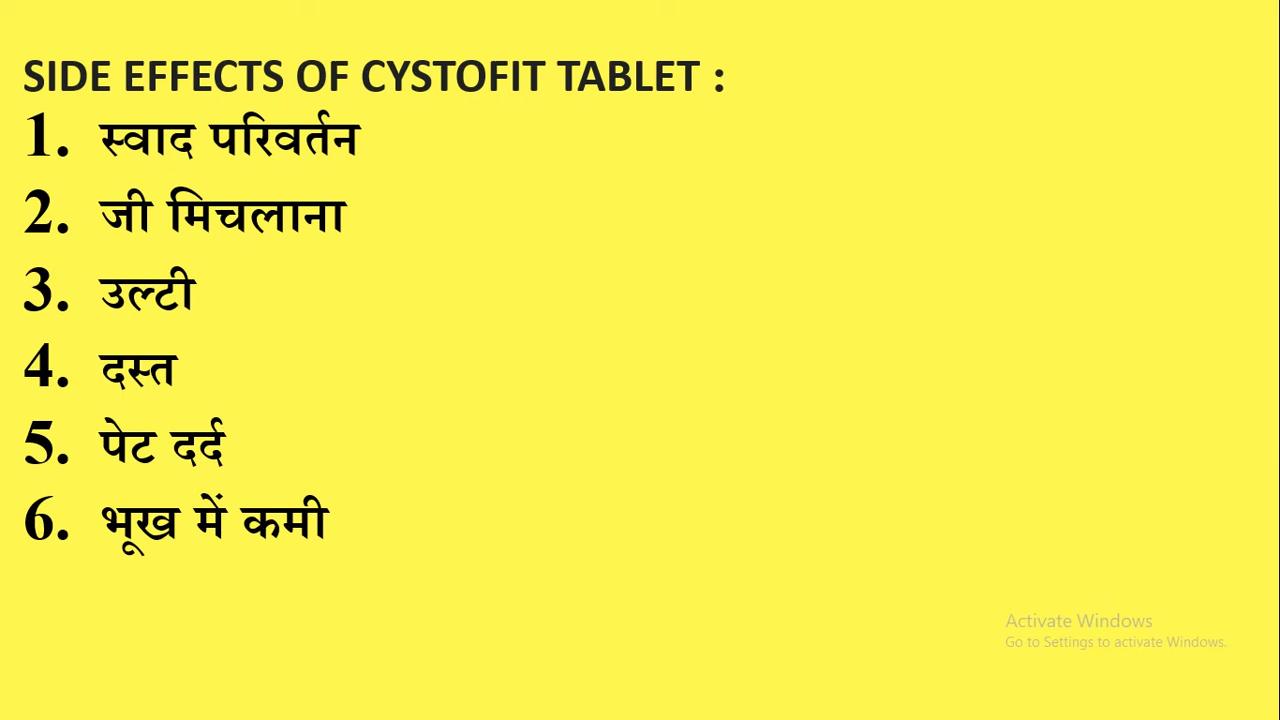 SIDE EFFECTS OF CYSTOFIT TABLET :
1. स्वाद परिवर्तन
2. जी मिचलाना
3. उल्टी
4. दस्त
5. पेट दर्द
6. भूख में कमी
Activate Windows
Go to Settings to activate Windows.